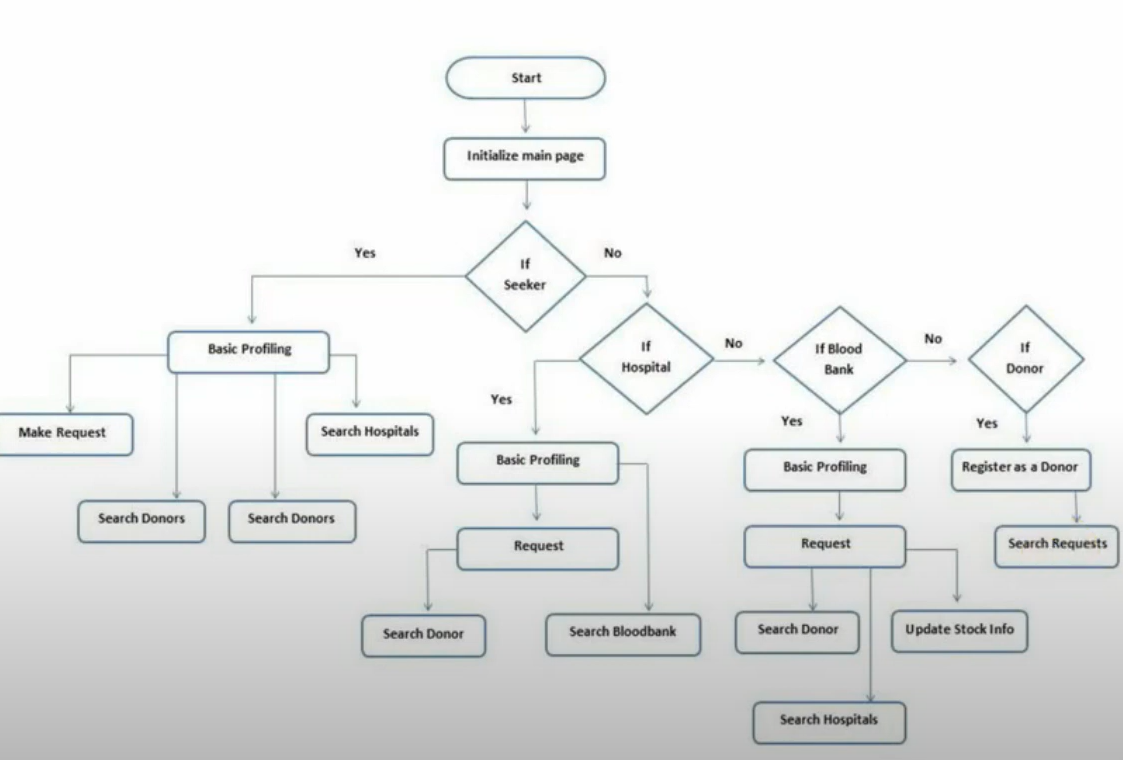 Start
Initialize main page
If
Seeker
Yes
No
Basic Profiling
Make Request
Search Donors
Search Donors
Search Hospitals
If
Hospital
Yes
No
Basic Profiling
Request
Search Donor
Search Bloodbank
If Blood
Bank
Yes
No
Basic Profiling
Request
Search Donor
Update Stock Info
Search Hospitals
If
Donor
Yes
Register as a Donor
Search Requests